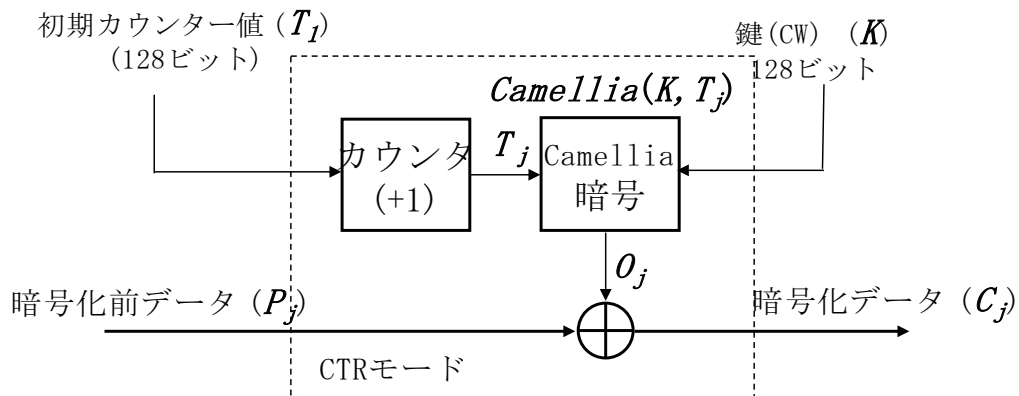 初期カウンター値 (T₁)
(128ビット)
鍵(CW) (K)
128ビット
Camellia(K, Tⱼ)
カウンタ
(+1)
Tⱼ
Camellia
暗号
Oⱼ
暗号化前データ (Pⱼ)
暗号化データ (Cⱼ)
CTRモード